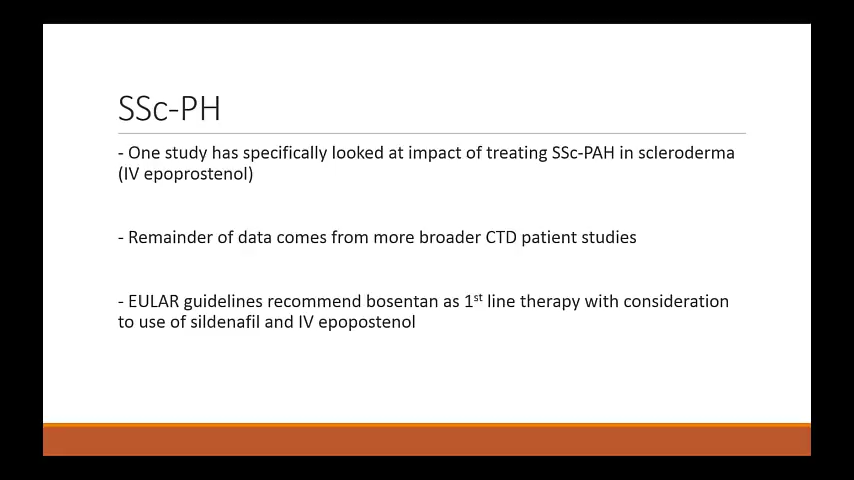 SSc-PH
- One study has specifically looked at impact of treating SSc-PAH in scleroderma
(IV epoprostenol)
- Remainder of data comes from more broader CTD patient studies
- EULAR guidelines recommend bosentan as 1st line therapy with consideration
to use of sildenafil and IV epopostenol